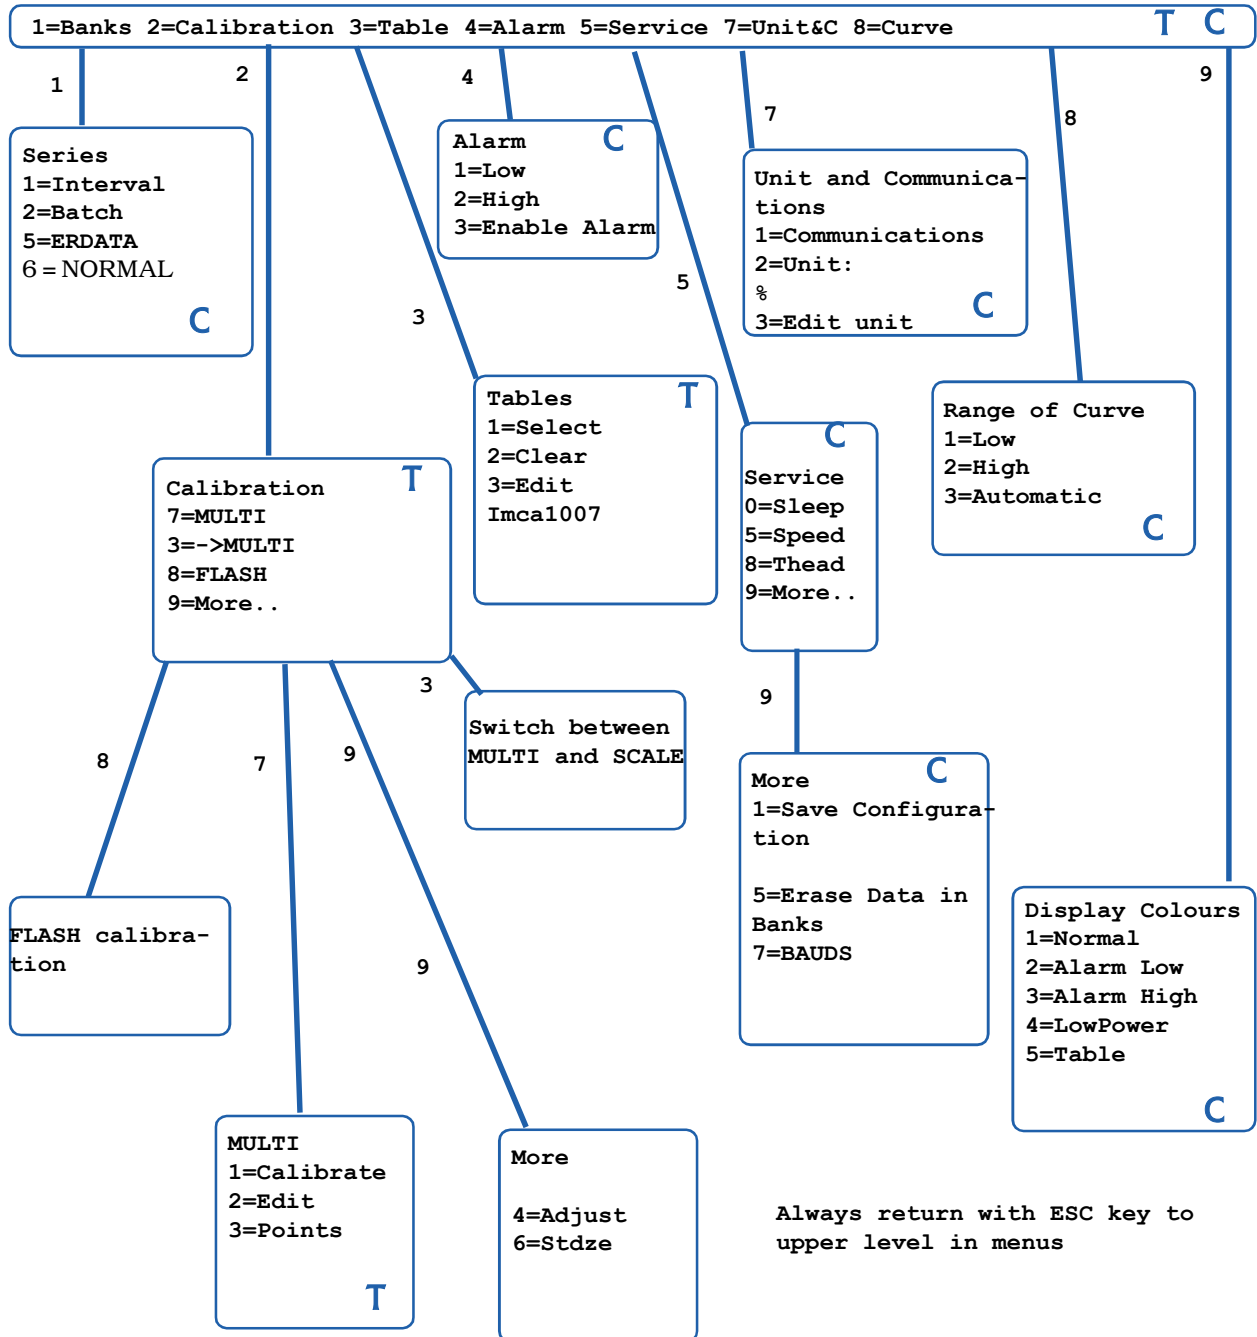 1=Banks 2=Calibration 3=Table 4=Alarm 5=Service 7=Unit&C 8=Curve T C
1
2
4
7
8
9
Series
1=Interval
2=Batch
5=ERDATA
6 = NORMAL
C
Alarm C
1=Low
2=High
3=Enable Alarm
Unit and Communica-
tions
1=Communications
2=Unit:
%
3=Edit unit
C
3
5
Tables T
1=Select
2=Clear
3=Edit
Imca1007
Range of Curve
1=Low
2=High
3=Automatic
C
Calibration T
7=MULTI
3=->MULTI
8=FLASH
9=More..
C
Service
0=Sleep
5=Speed
8=Thead
9=More..
3
9
8
7
9
Switch between
MULTI and SCALE
More C
1=Save Configura-
tion
5=Erase Data in
Banks
7=BAUDS
FLASH calibra-
tion
9
Display Colours
1=Normal
2=Alarm Low
3=Alarm High
4=LowPower
5=Table
C
MULTI
1=Calibrate
2=Edit
3=Points
T
More
4=Adjust
6=Stdze
Always return with ESC key to
upper level in menus